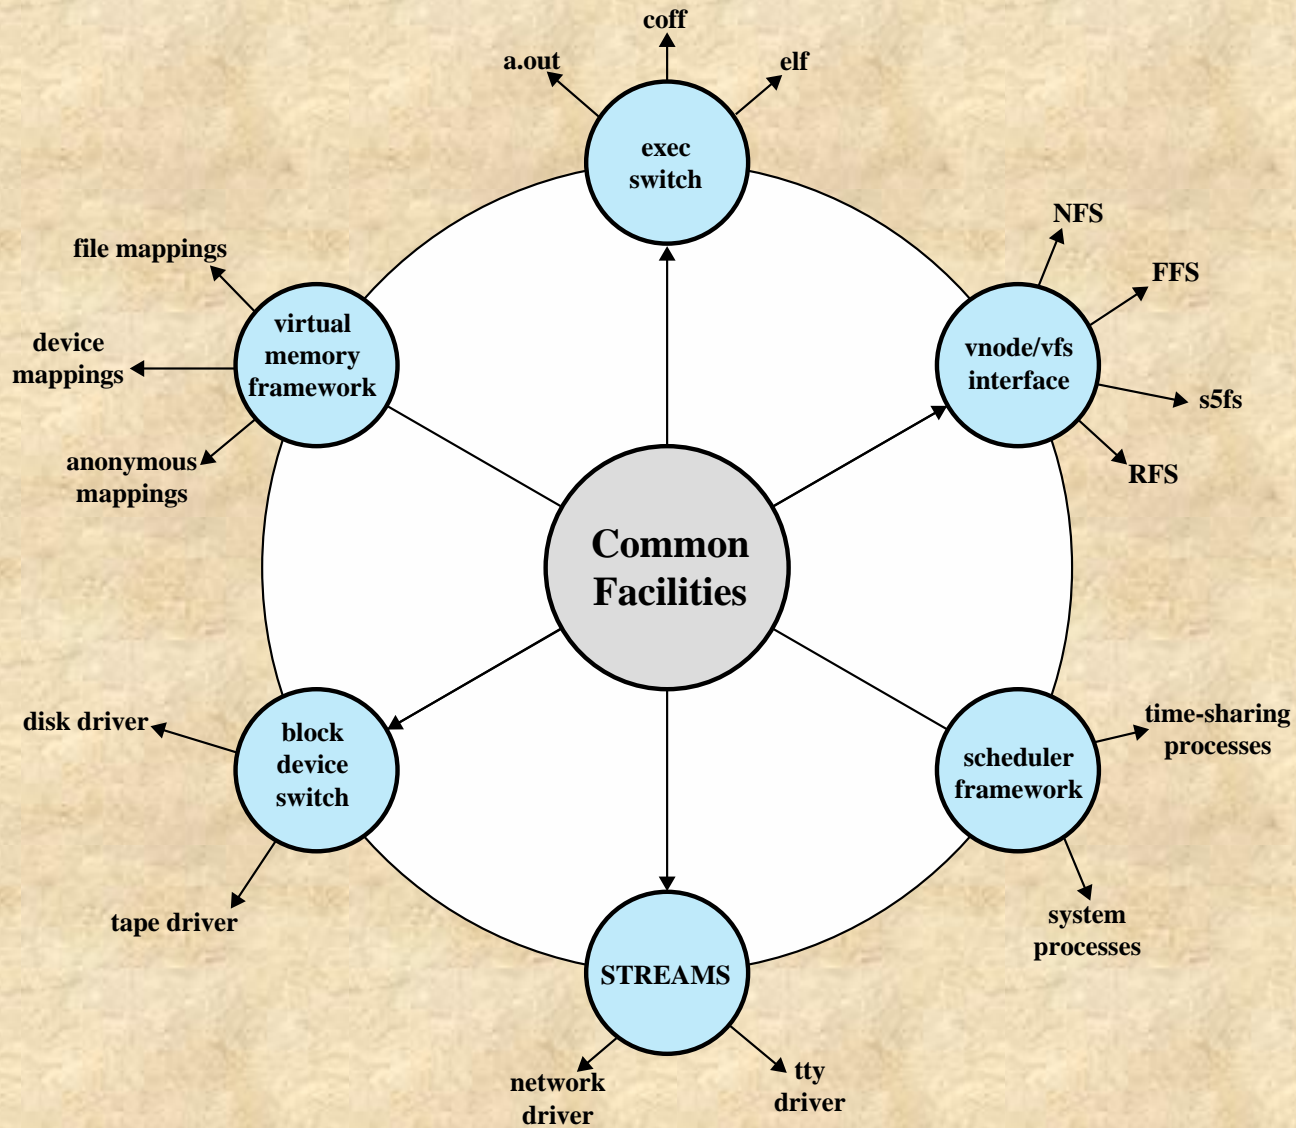 coff
a.out
elf
exec
switch
NFS
FFS
s5fs
RFS
vnode/vfs
interface
file mappings
device
mappings
anonymous
mappings
virtual
memory
framework
Common
Facilities
disk driver
tape driver
block
device
switch
time-sharing
processes
system
processes
scheduler
framework
STREAMS
network
driver
tty
driver